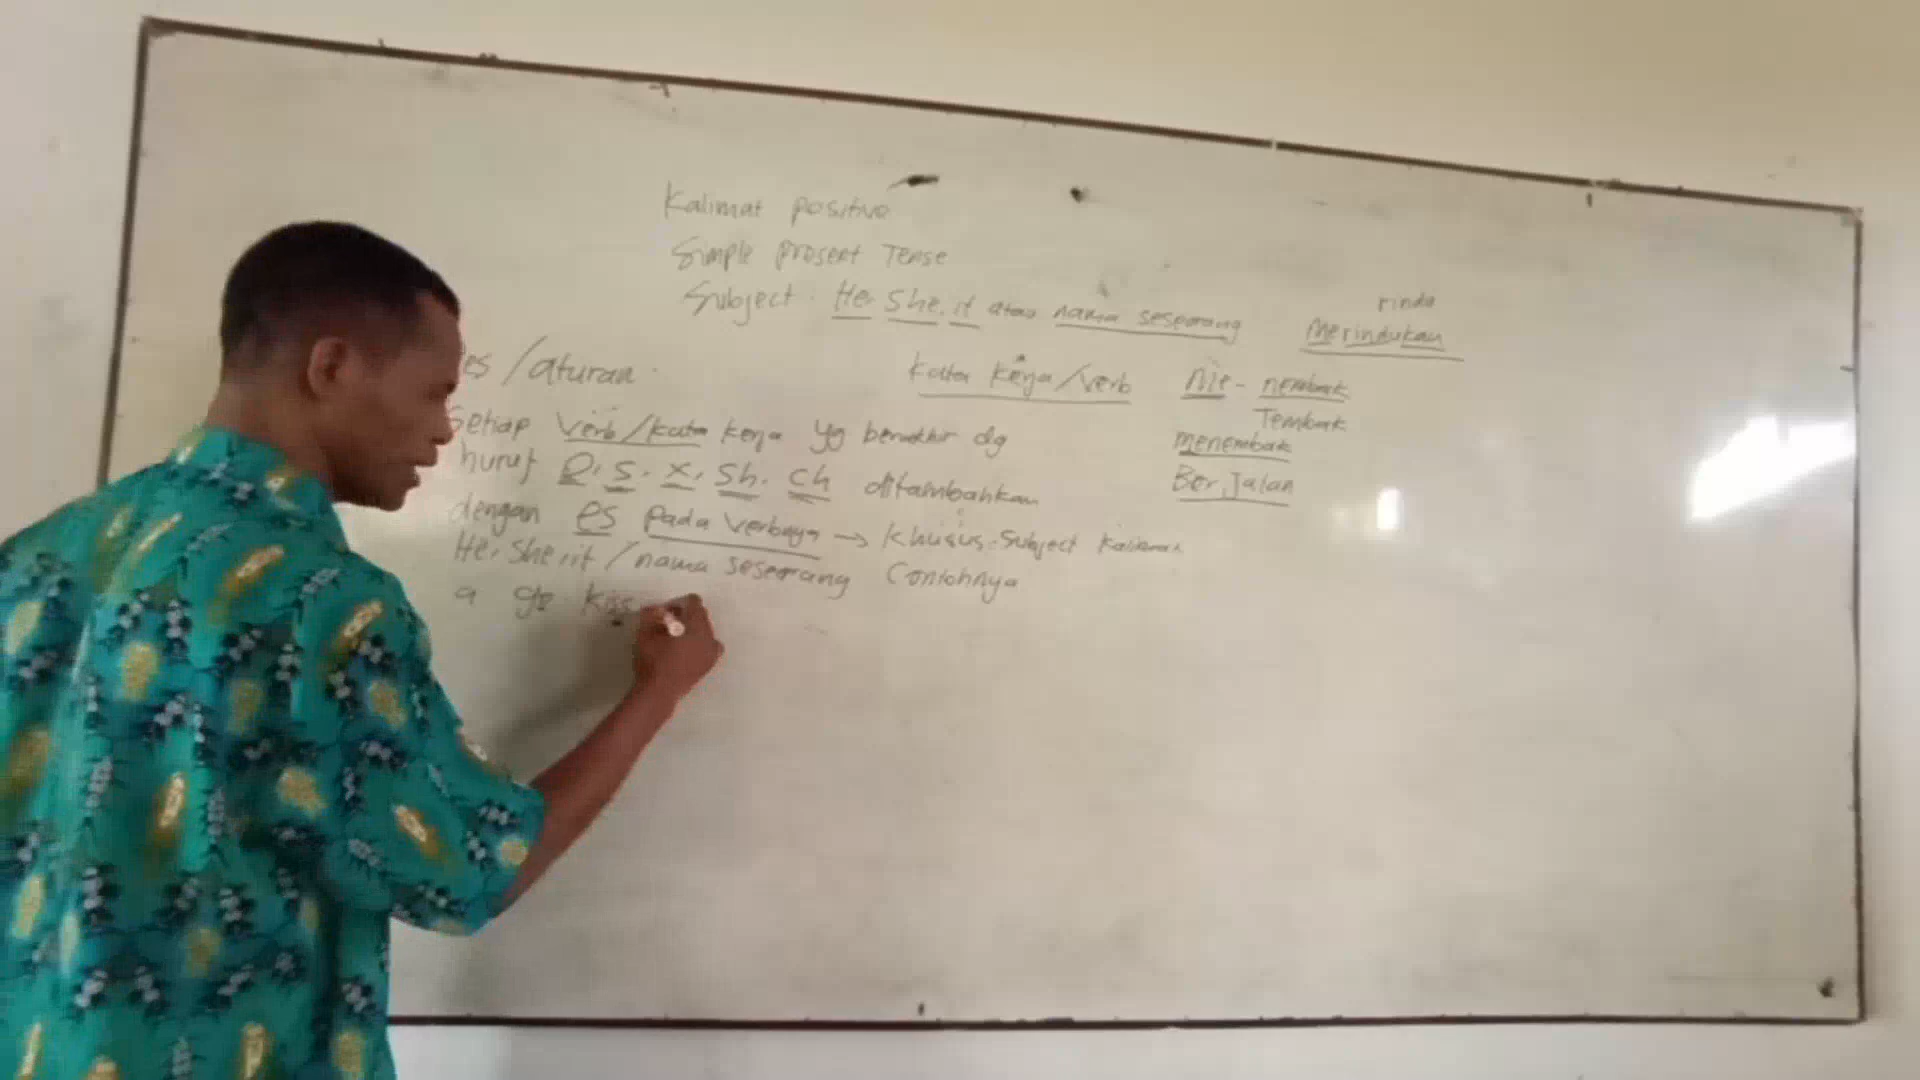 Kalimat positive
Simple present Tense
Subject. He, She, it atau nama seseorang
rindu
Merindukan
es /aturan.
Kata Kerja/verb
Me - nembak
Tembak
Setiap verb/kata kerja yg berakhir dg
menembak
huruf O, S, X, Sh, Ch ditambahkan
Ber Jalan
dengan es pada verbnya → Khusus Subject kalimat
He, She, it / nama seseorang Contohnya
a go kiss